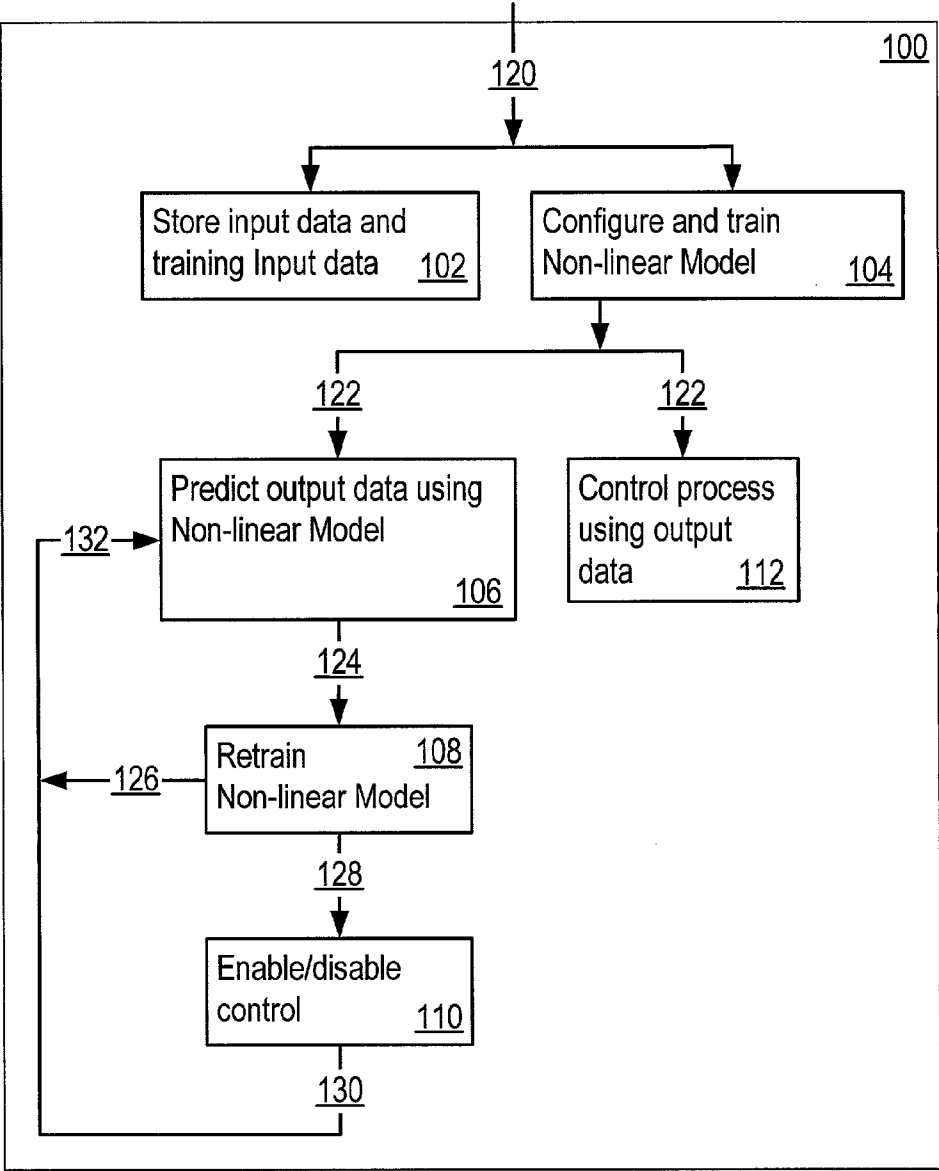 100
120
Store input data and
training Input data 102
Configure and train
Non-linear Model
104
122
122
Predict output data using
Non-linear Model
106
Control process
using output
data 112
132
124
Retrain 108
Non-linear Model
126
128
Enable/disable
control 110
130